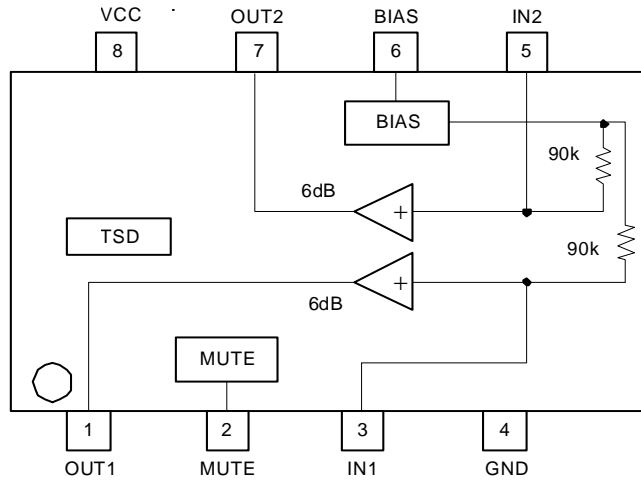 VCC OUT2 BIAS IN2
8 7 6 5
BIAS
90k
6dB
+
TSD
90k
+
6dB
MUTE
1 2 3 4
OUT1 MUTE IN1 GND